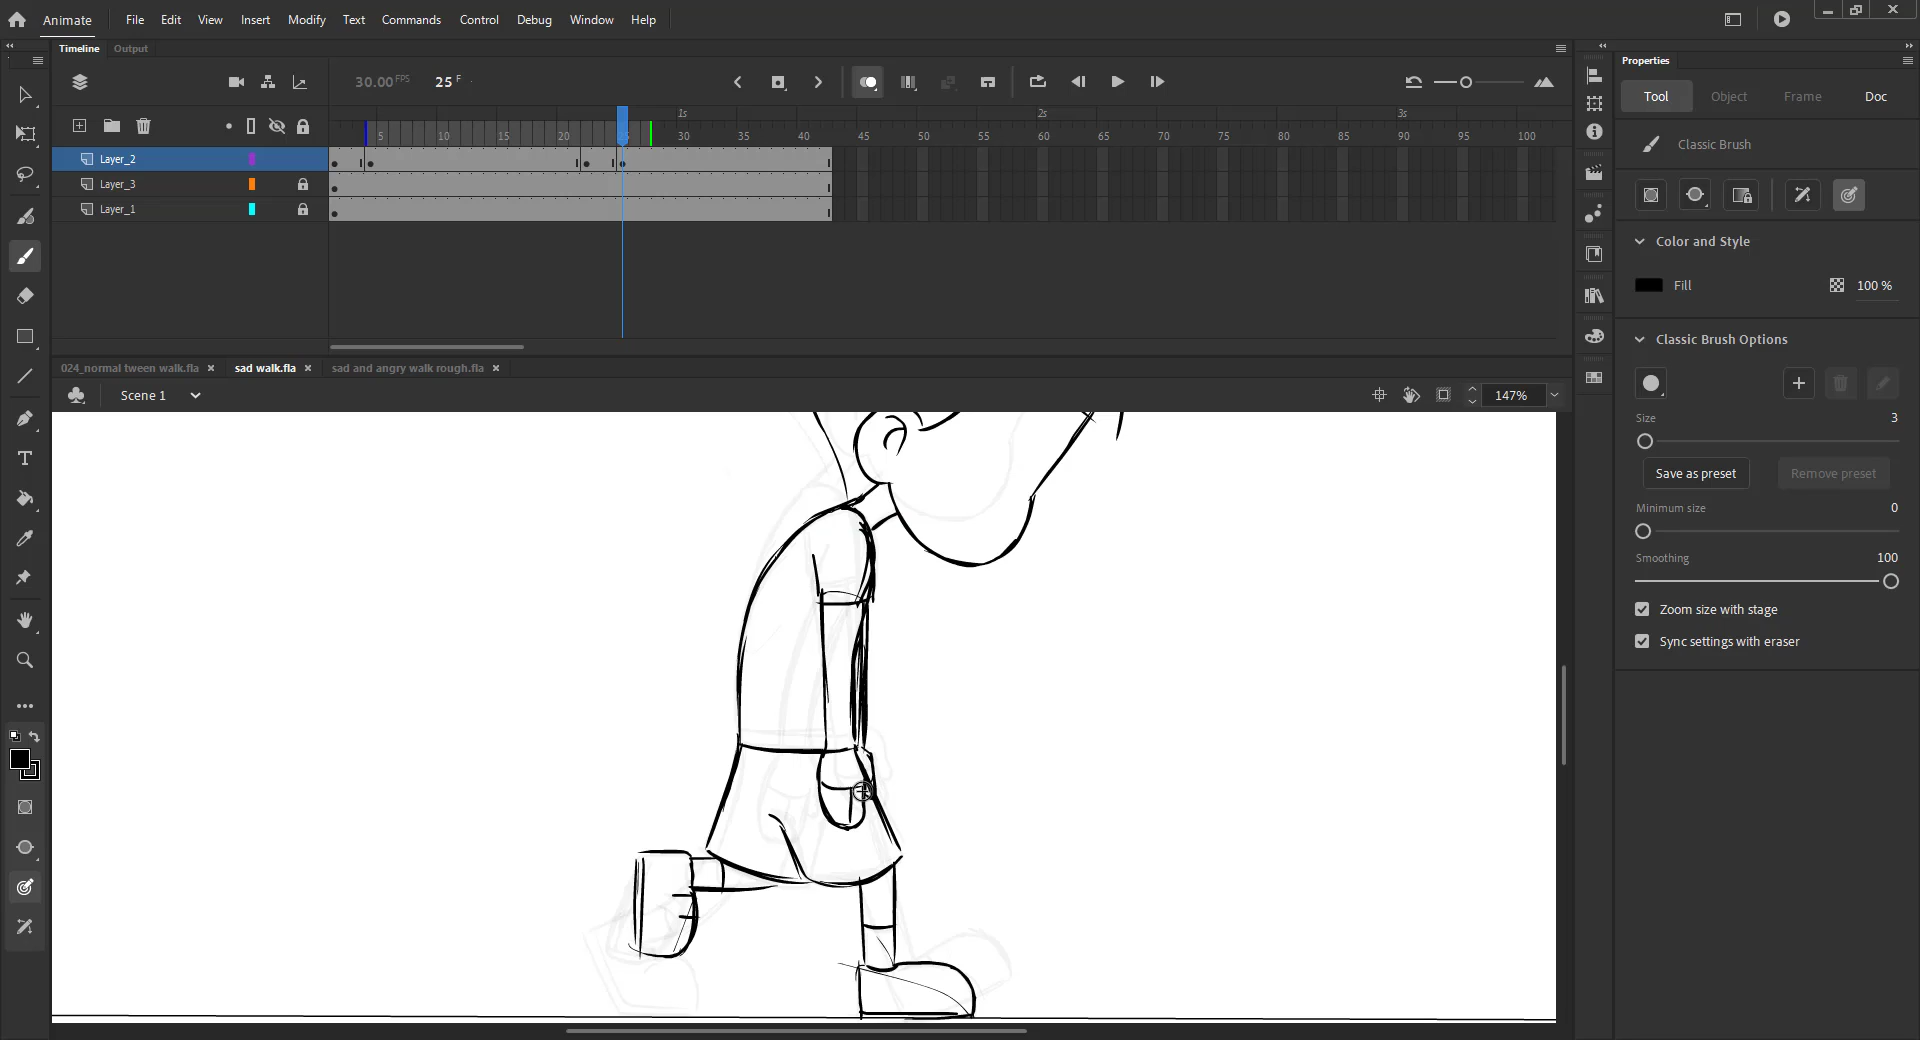 Animate File Edit View Insert Modify Text Commands Control Debug Window Help
Timeline Output
Properties
30.00 FPS 25 F
Tool Object Frame Doc
1s 2s 3s
5 10 15 20 25 30 35 40 45 50 55 60 65 70 75 80 85 90 95 100
Classic Brush
Layer_2
Layer_3
Layer_1
Color and Style
Fill 100 %
Classic Brush Options
024_normal tween walk.fla × sad walk.fla × sad and angry walk rough.fla ×
Scene 1 147%
Size 3
Save as preset Remove preset
Minimum size 0
Smoothing 100
Zoom size with stage
Sync settings with eraser